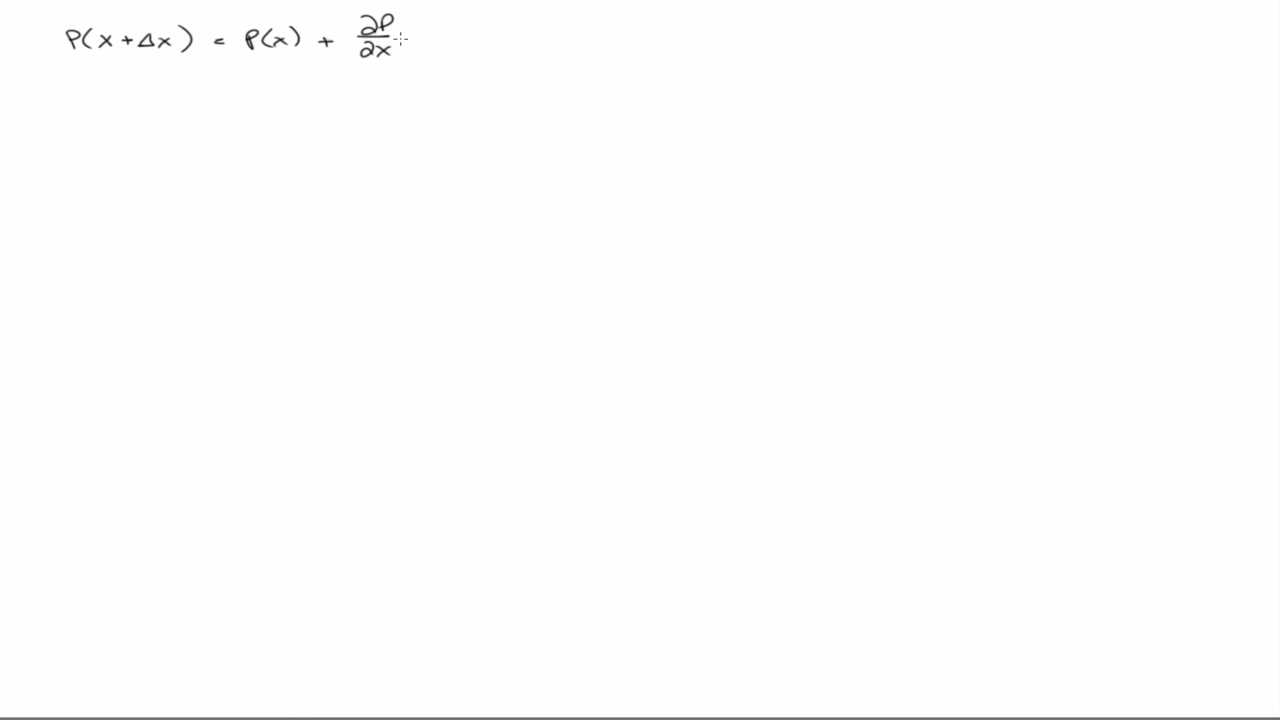 P(x+Δx) = P(x) + ∂P/∂x